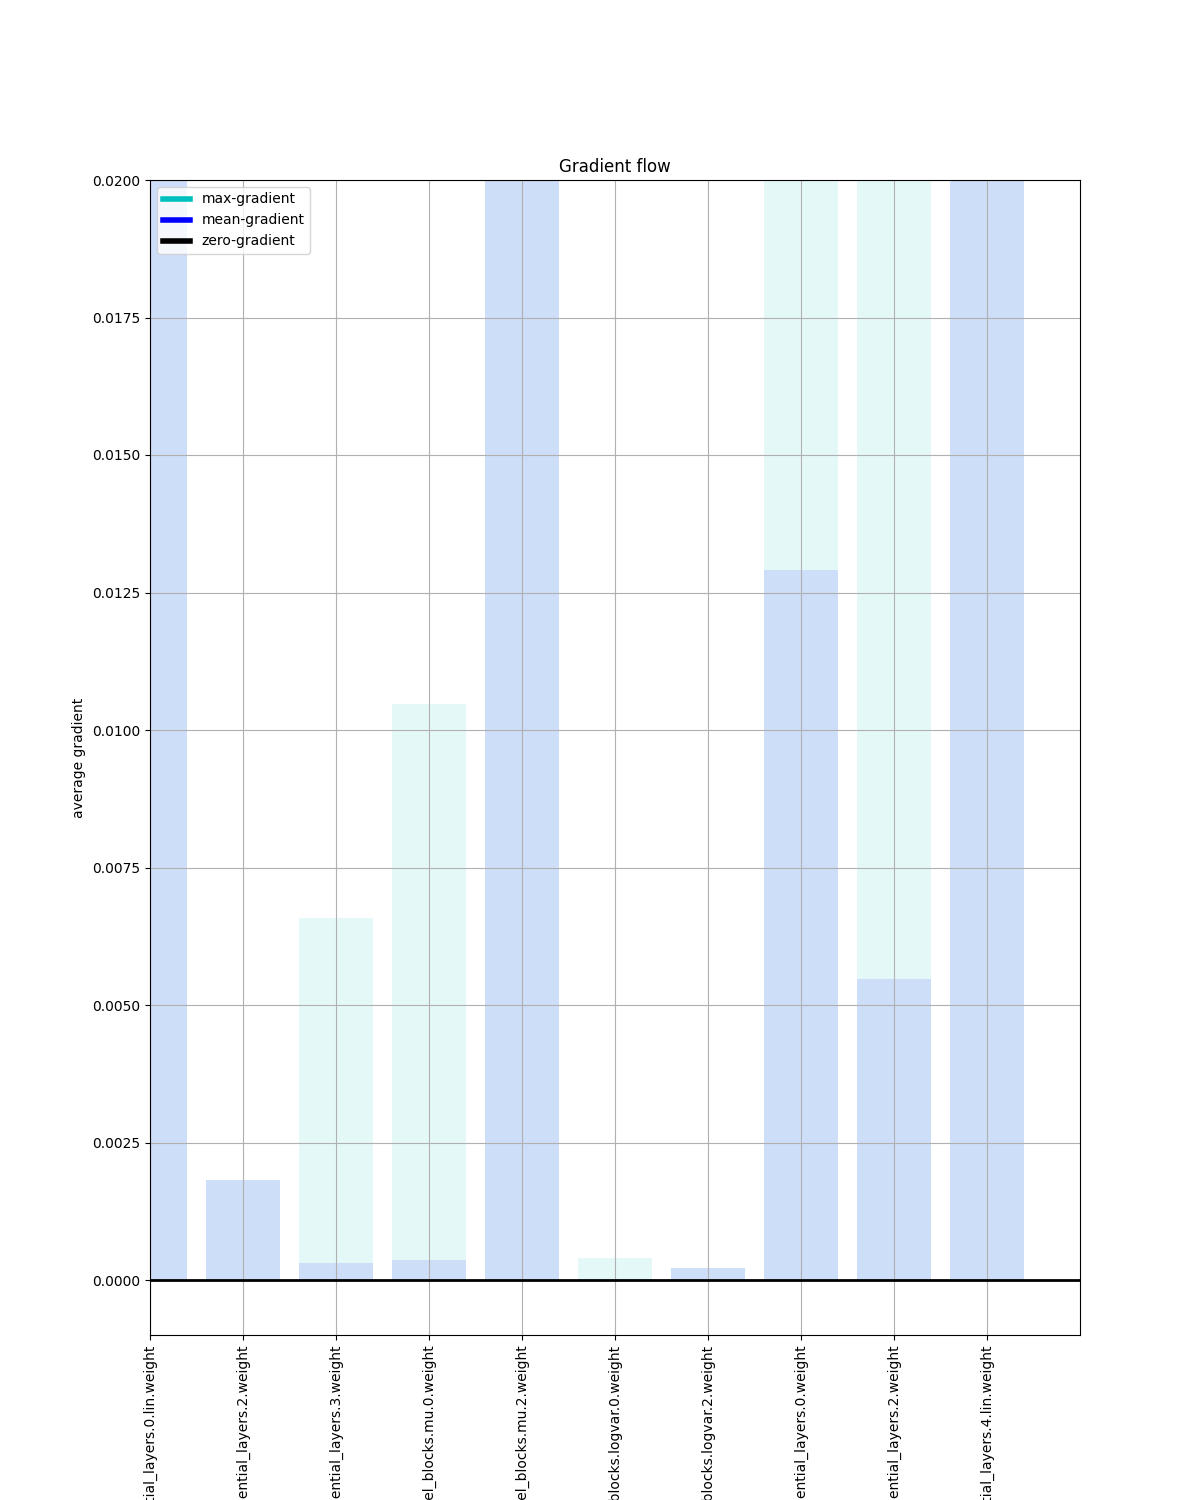 Gradient flow
max-gradient
mean-gradient
zero-gradient
0.0200
0.0175
0.0150
0.0125
0.0100
0.0075
0.0050
0.0025
0.0000
average gradient
tial_layers.0.lin.weight
ential_layers.2.weight
ential_layers.3.weight
el_blocks.mu.0.weight
el_blocks.mu.2.weight
blocks.logvar.0.weight
blocks.logvar.2.weight
ential_layers.0.weight
ential_layers.2.weight
tial_layers.4.lin.weight